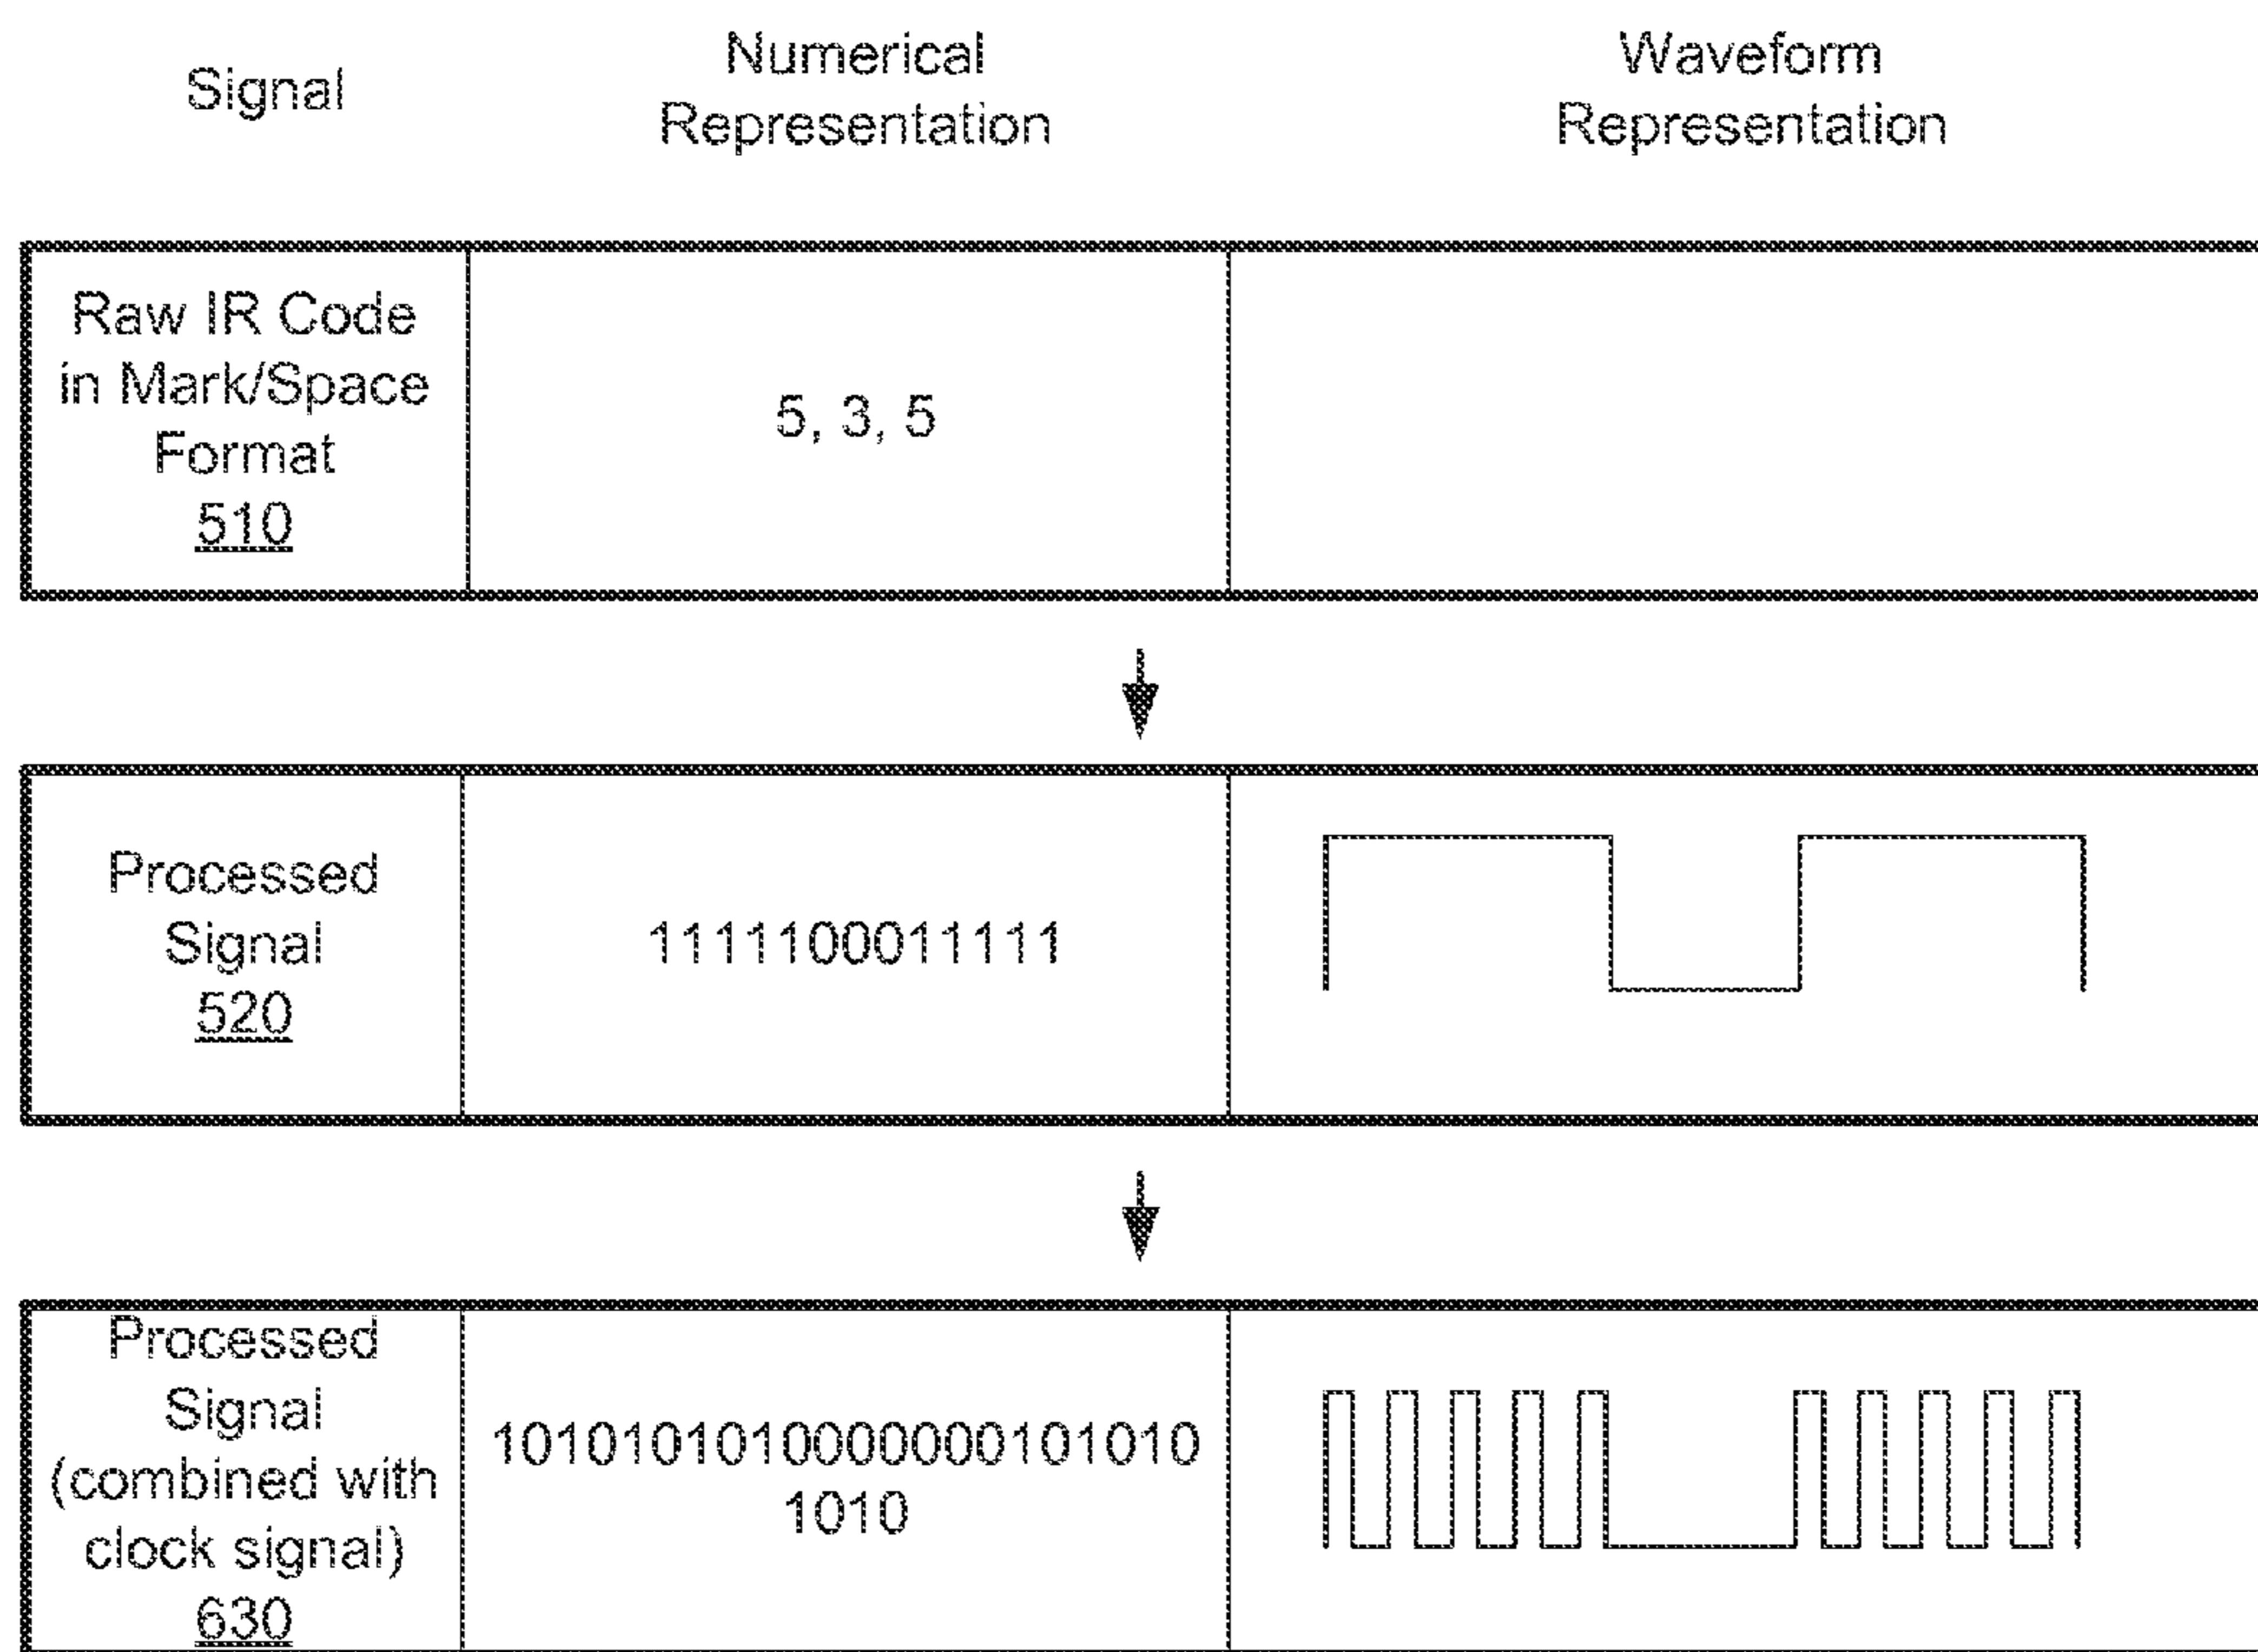 Signal
Numerical
Representation
Waveform
Representation
Raw IR Code
in Mark/Space
Format
510
5, 3, 5
Processed
Signal
520
1111100011111
Processed
Signal
(combined with
clock signal)
630
1010101010000000101010
1010